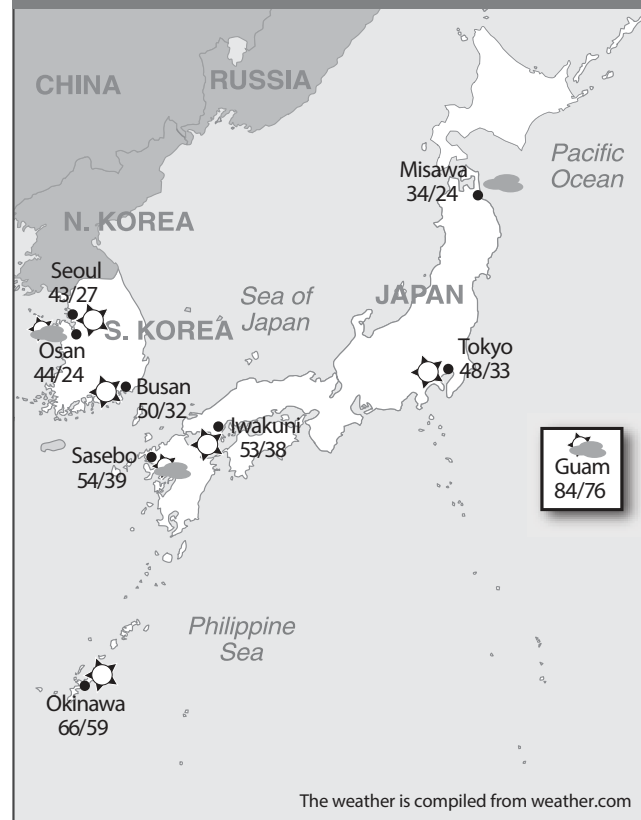 CHINA
RUSSIA
Pacific
Ocean
Misawa
34/24
N. KOREA
Seoul
43/27
Sea of
Japan
JAPAN
S. KOREA
Osan
44/24
Tokyo
48/33
Busan
50/32
Iwakuni
53/38
Sasebo
54/39
Guam
84/76
Philippine
Sea
Okinawa
66/59
The weather is compiled from weather.com